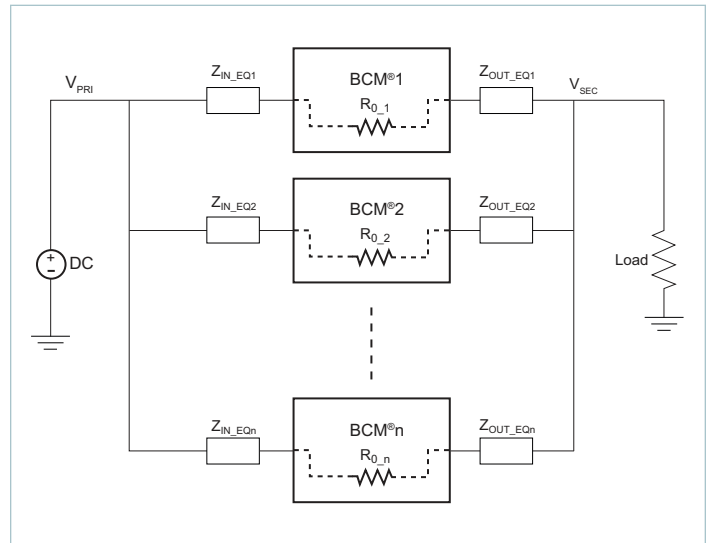 V_PRI
Z_IN_EQ1
BCM®1
R_0_1
Z_OUT_EQ1
V_SEC
Z_IN_EQ2
BCM®2
R_0_2
Z_OUT_EQ2
+
-
DC
Load
Z_IN_EQn
BCM®n
R_0_n
Z_OUT_EQn